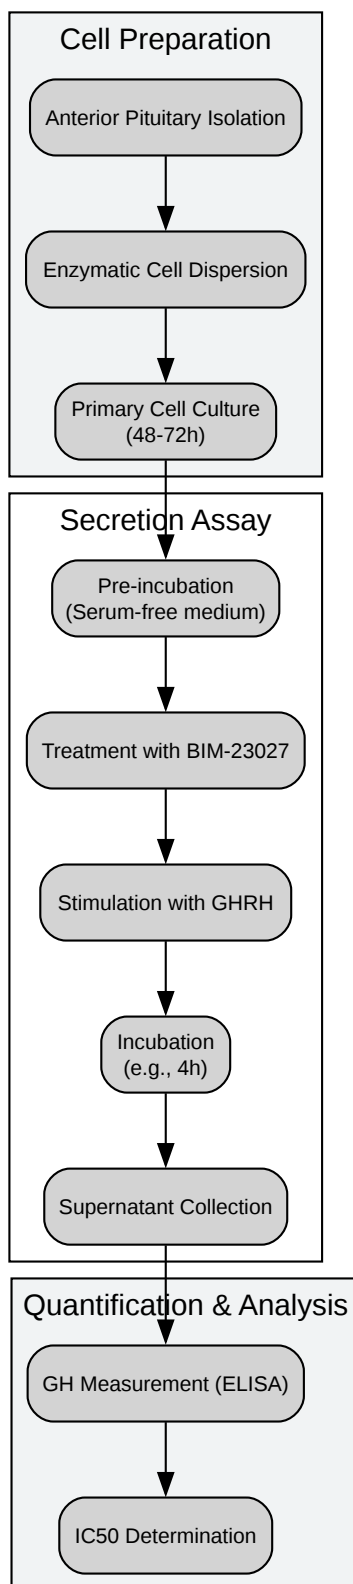 Cell Preparation
Anterior Pituitary Isolation
Enzymatic Cell Dispersion
Primary Cell Culture
(48-72h)
Secretion Assay
Pre-incubation
(Serum-free medium)
Treatment with BIM-23027
Stimulation with GHRH
Incubation
(e.g., 4h)
Supernatant Collection
Quantification & Analysis
GH Measurement (ELISA)
IC50 Determination